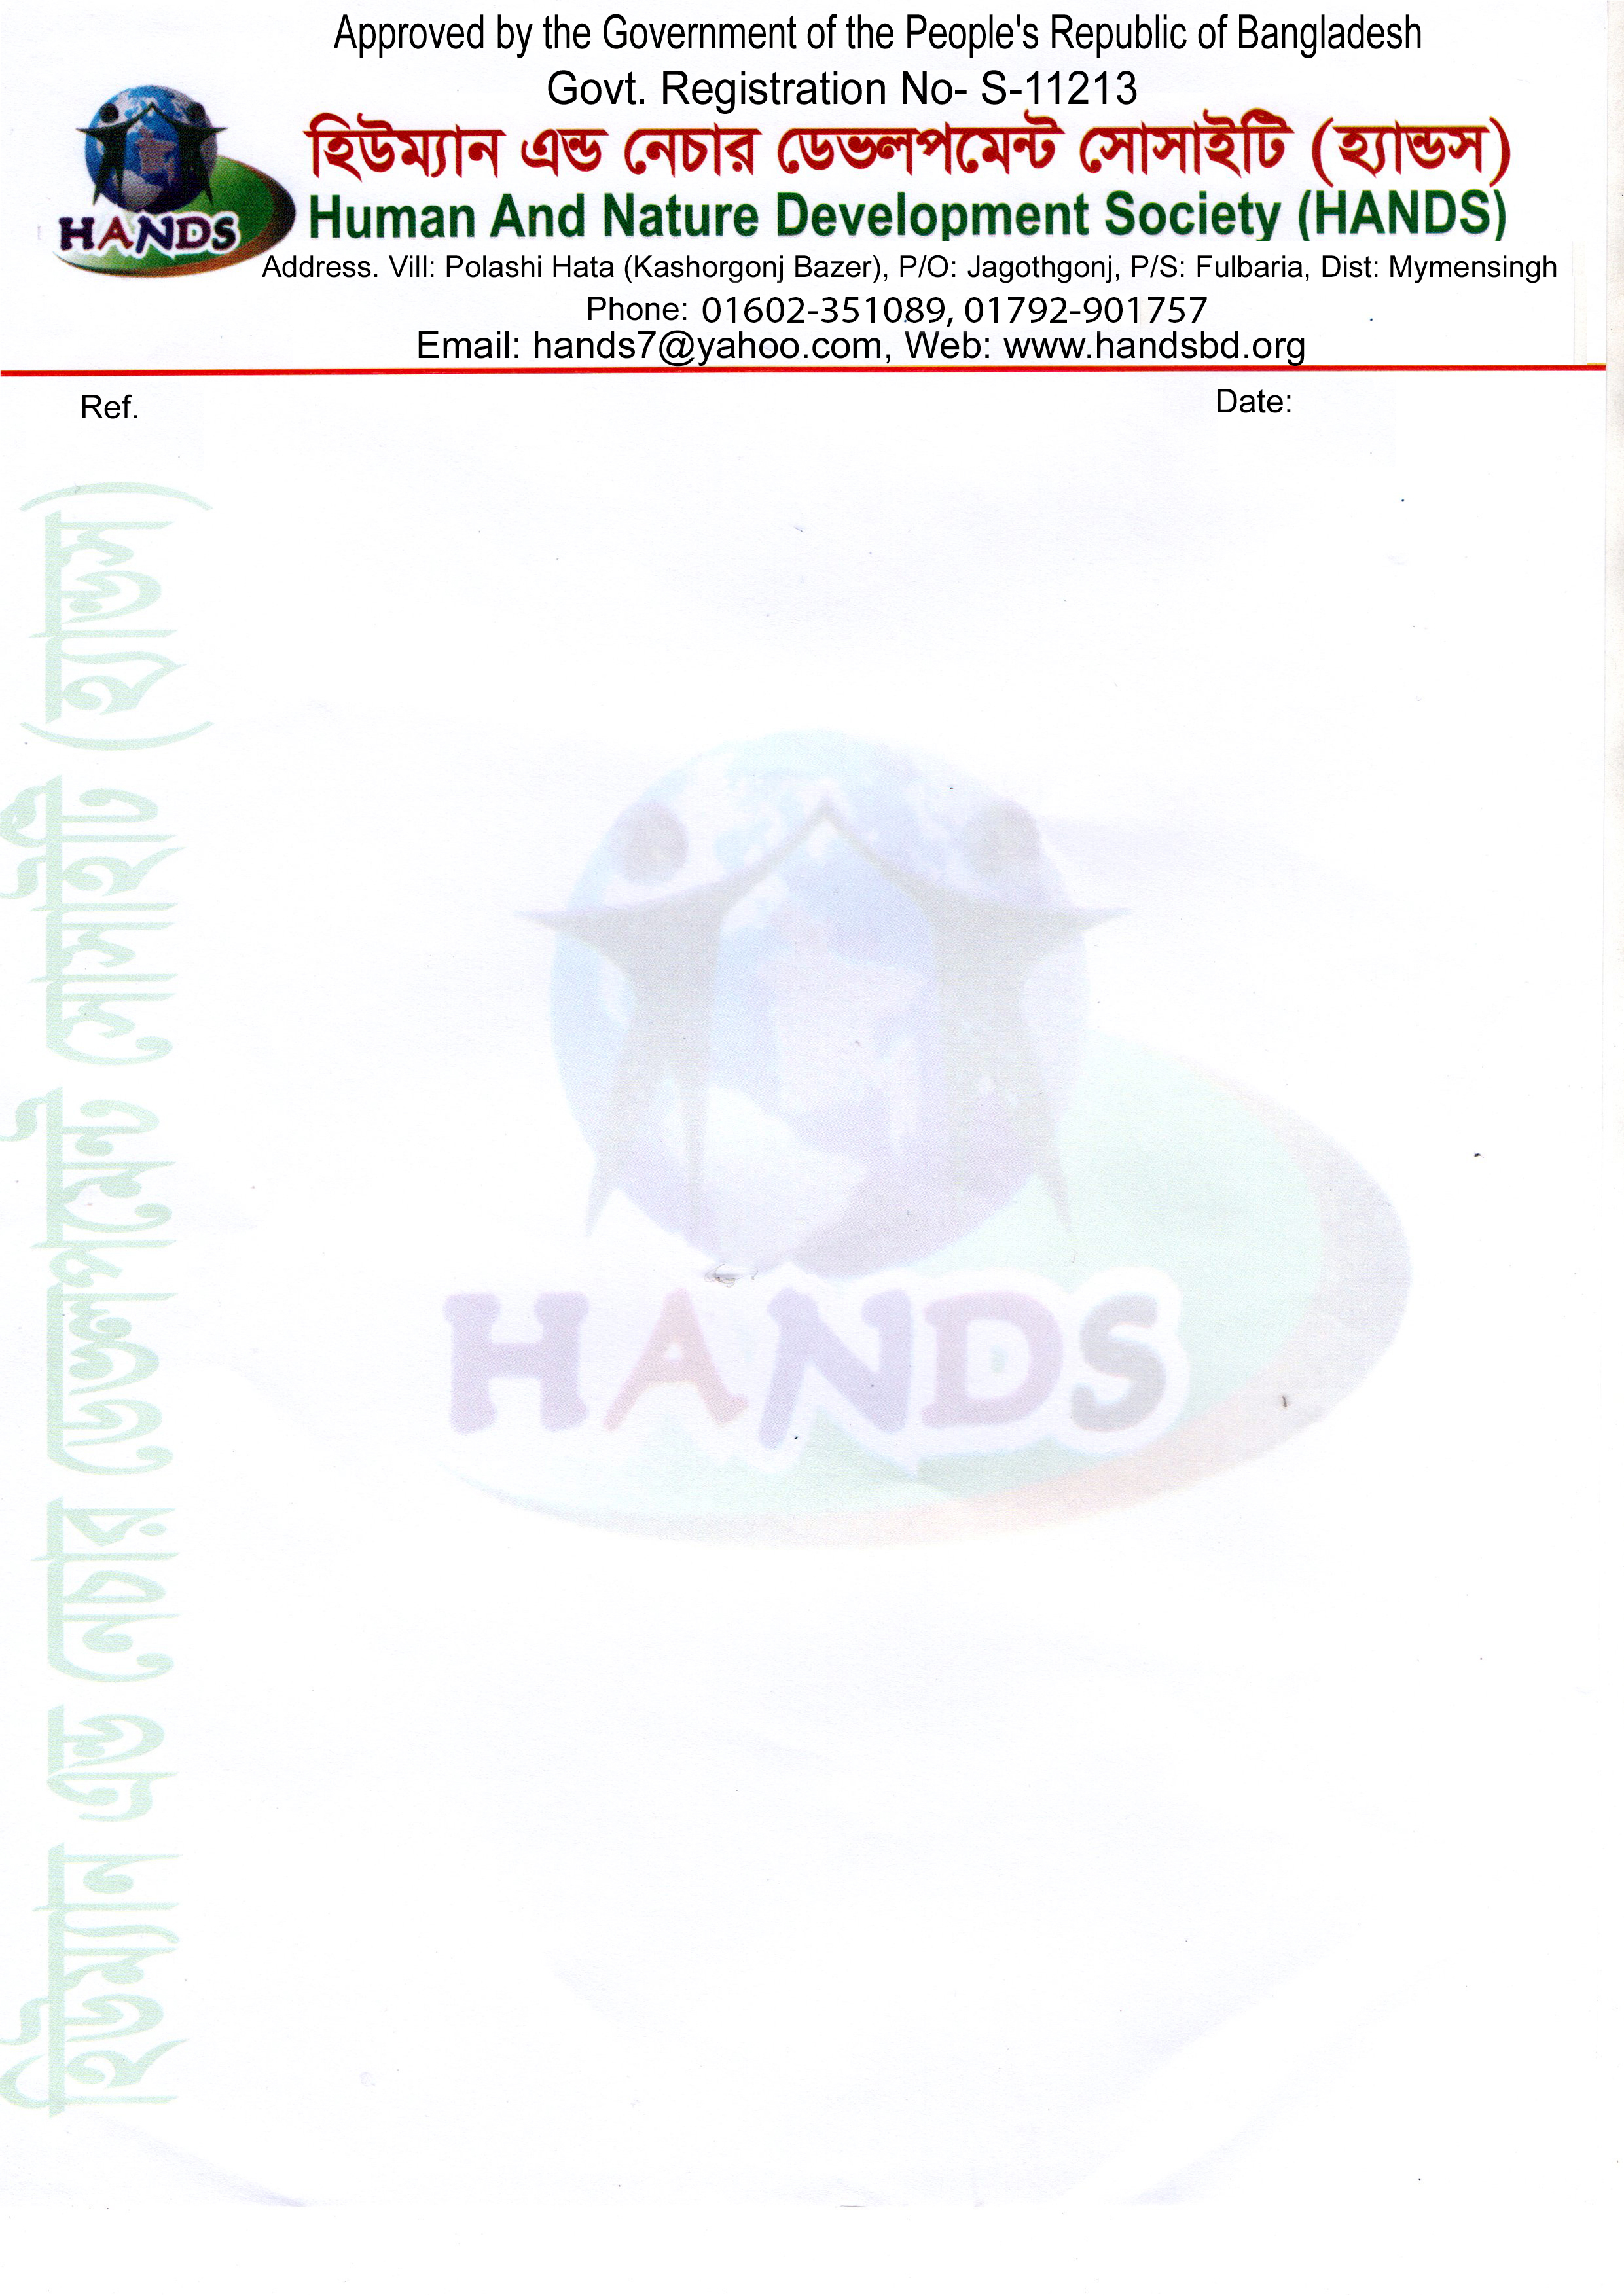 Approved by the Government of the People's Republic of Bangladesh
Govt. Registration No- S-11213
হিউম্যান এন্ড নেচার ডেভলপমেন্ট সোসাইটি (হ্যান্ডস)
HANDS
Human And Nature Development Society (HANDS)
Address. Vill: Polashi Hata (Kashorgonj Bazer), P/O: Jagothgonj, P/S: Fulbaria, Dist: Mymensingh
Phone: 01602-351089, 01792-901757
Email: hands7@yahoo.com, Web: www.handsbd.org
Ref.
Date:
হিউম্যান এন্ড নেচার ডেভলপমেন্ট সোসাইটি (হ্যান্ডস)
HANDS